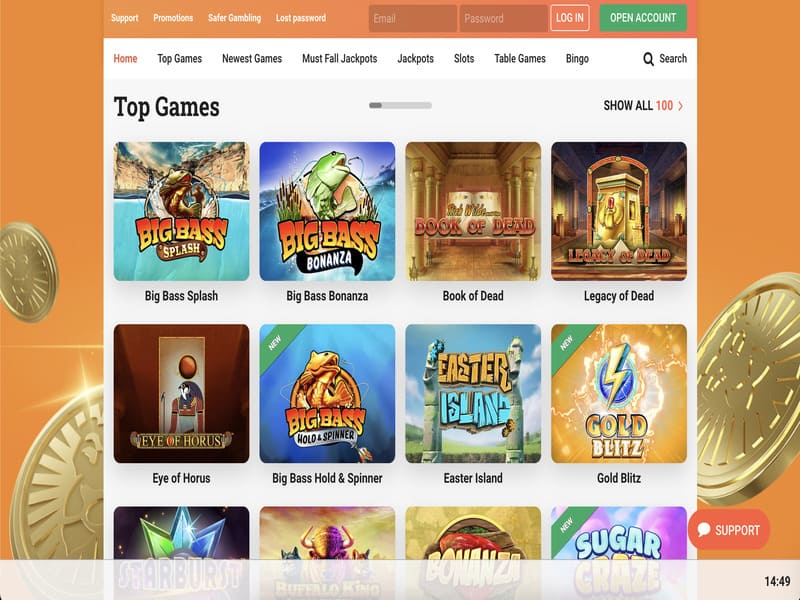 Support Promotions Safer Gambling Lost password Email Password LOG IN OPEN ACCOUNT
Home Top Games Newest Games Must Fall Jackpots Jackpots Slots Table Games Bingo Search
Top Games SHOW ALL 100 >
BIG BASS
SPLASH
BIG BASS
BONANZA
Rich Wilde and the
BOOK OF DEAD
LEGACY OF DEAD
Big Bass Splash Big Bass Bonanza Book of Dead Legacy of Dead
EYE OF HORUS
NEW
BIG BASS
HOLD & SPINNER
EASTER
ISLAND
NEW
GOLD
BLITZ
Eye of Horus Big Bass Hold & Spinner Easter Island Gold Blitz
STARBURST
BUFFALO KING
BONANZA
NEW
SUGAR
CRAZE
SUPPORT
14:49